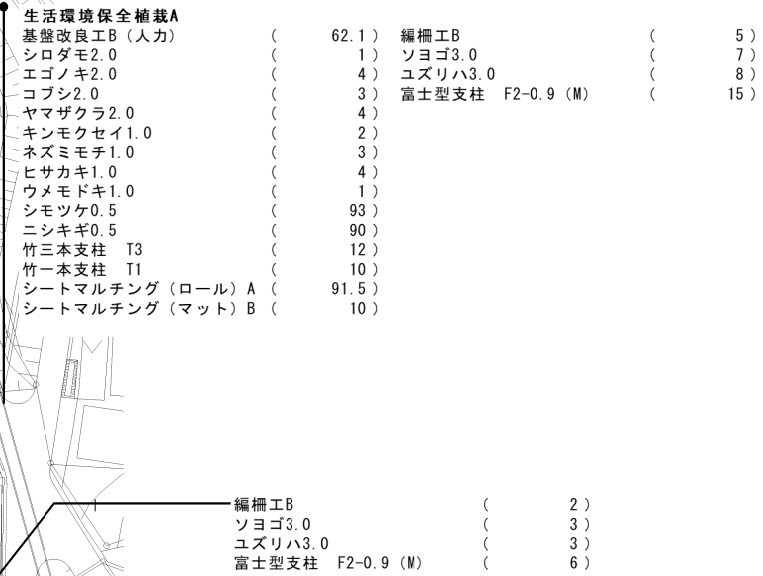 生活環境保全植栽A
基盤改良工B（人力） ( 62.1 )
シロダモ2.0 ( 1 )
エゴノキ2.0 ( 4 )
コブシ2.0 ( 3 )
ヤマザクラ2.0 ( 4 )
キンモクセイ1.0 ( 2 )
ネズミモチ1.0 ( 3 )
ヒサカキ1.0 ( 4 )
ウメモドキ1.0 ( 1 )
シモツケ0.5 ( 93 )
ニシキギ0.5 ( 90 )
竹三本支柱　T3 ( 12 )
竹一本支柱　T1 ( 10 )
シートマルチング（ロール）A ( 91.5 )
シートマルチング（マット）B ( 10 )
編柵工B ( 5 )
ソヨゴ3.0 ( 7 )
ユズリハ3.0 ( 8 )
富士型支柱　F2-0.9（M） ( 15 )
編柵工B ( 2 )
ソヨゴ3.0 ( 3 )
ユズリハ3.0 ( 3 )
富士型支柱　F2-0.9（M） ( 6 )